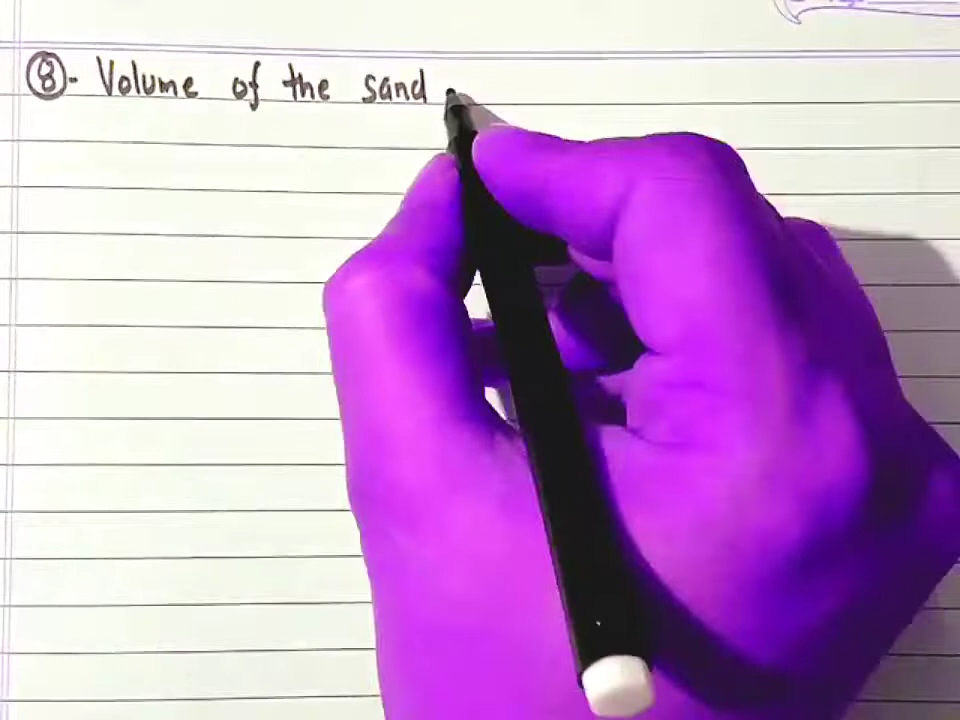 ⑧- Volume of the sand